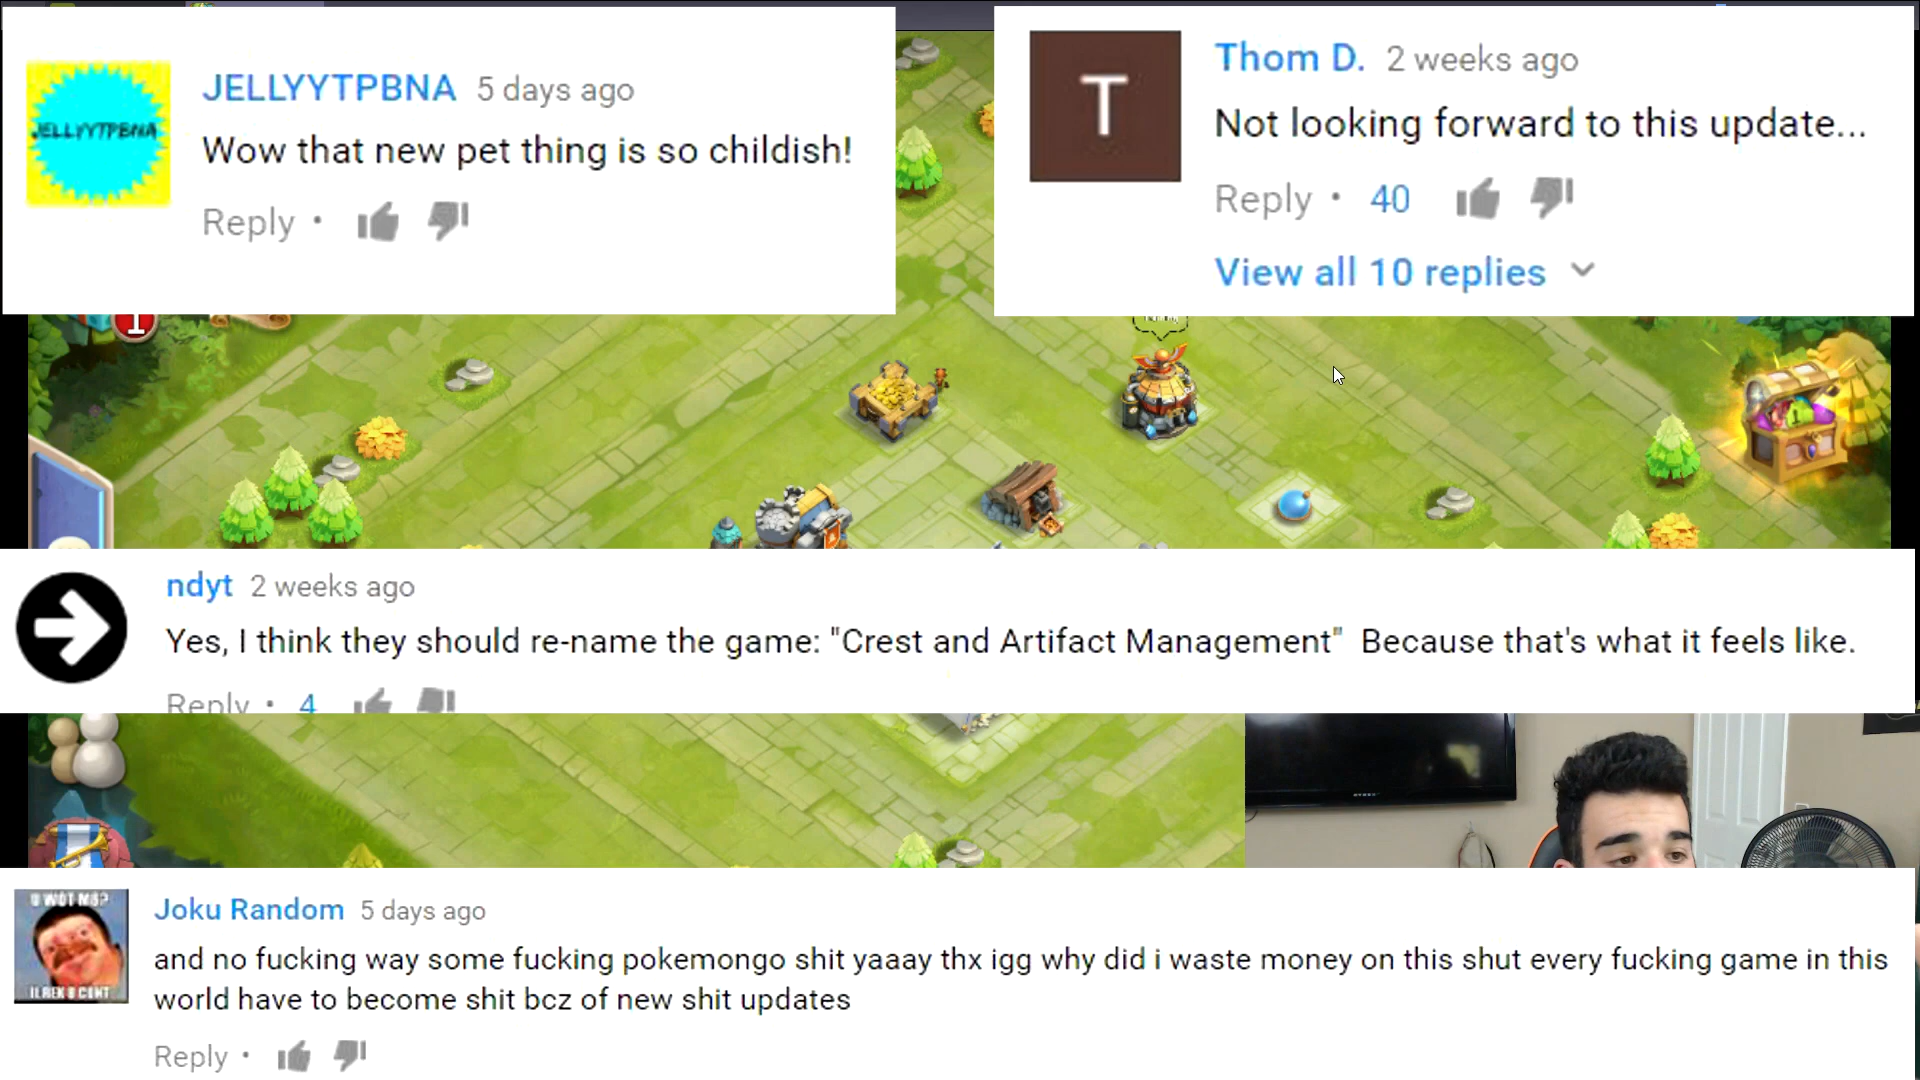 JELLYYTPBNA 5 days ago
JELLYYTPBNA
Wow that new pet thing is so childish!
Reply •
T
Thom D. 2 weeks ago
Not looking forward to this update...
Reply • 40
View all 10 replies
1
ndyt 2 weeks ago
Yes, I think they should re-name the game: "Crest and Artifact Management" Because that's what it feels like.
Reply • 4
U WOT M8?
Joku Random 5 days ago
and no fucking way some fucking pokemongo shit yaaay thx igg why did i waste money on this shut every fucking game in this
world have to become shit bcz of new shit updates
Reply •